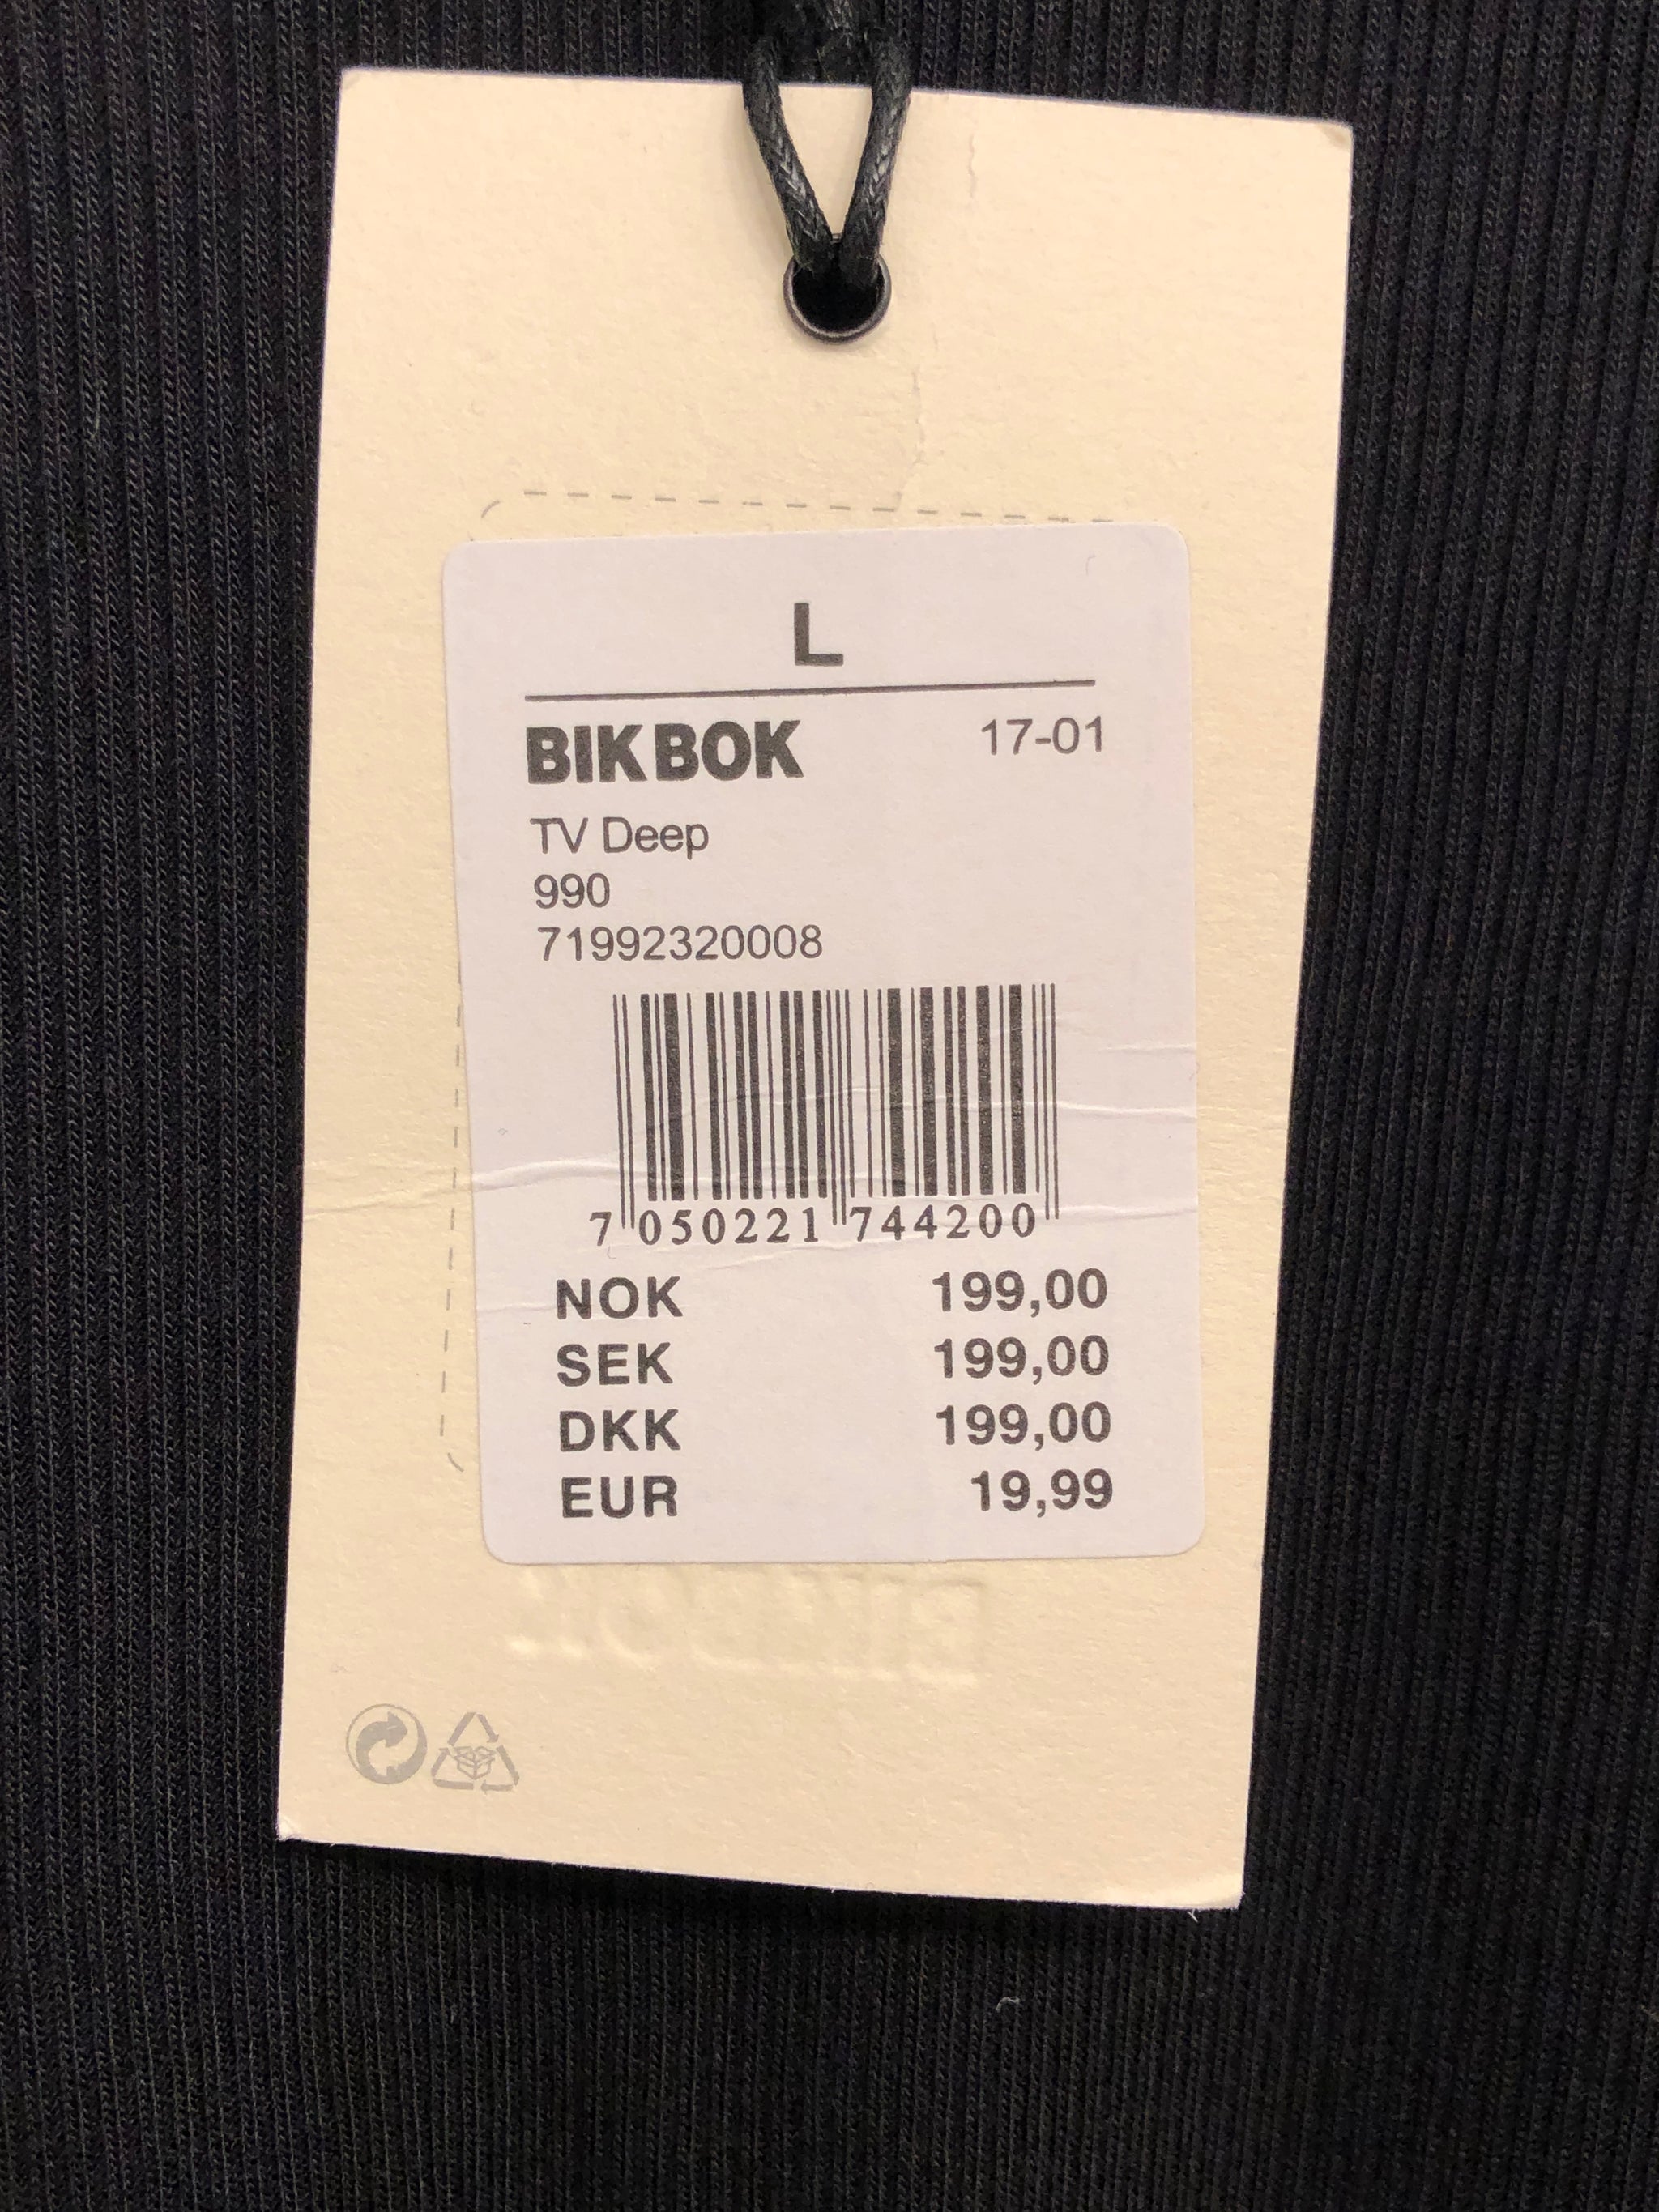 L
BIKBOK 17-01
TV Deep
990
71992320008
7 050221 744200
NOK 199,00
SEK 199,00
DKK 199,00
EUR 19,99
BIKBOK